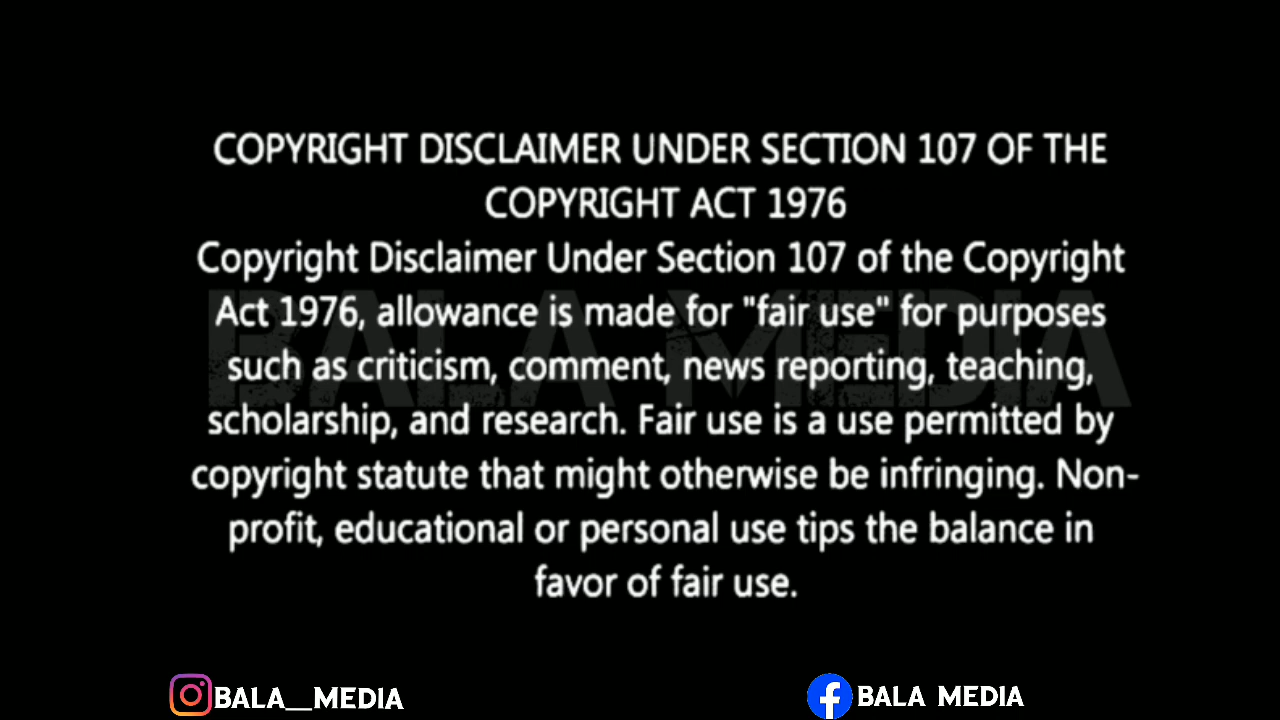 COPYRIGHT DISCLAIMER UNDER SECTION 107 OF THE
COPYRIGHT ACT 1976
Copyright Disclaimer Under Section 107 of the Copyright
Act 1976, allowance is made for "fair use" for purposes
such as criticism, comment, news reporting, teaching,
scholarship, and research. Fair use is a use permitted by
copyright statute that might otherwise be infringing. Non-
profit, educational or personal use tips the balance in
favor of fair use.
BALA MEDIA
BALA__MEDIA
BALA MEDIA